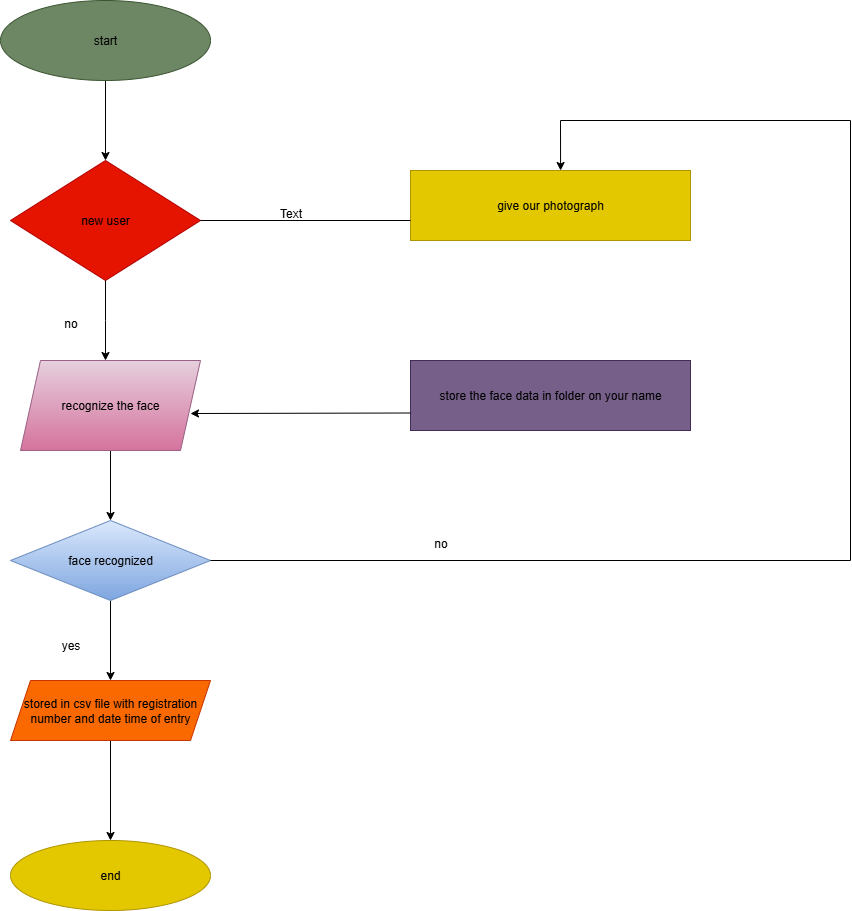 start
new user
Text
give our photograph
no
recognize the face
store the face data in folder on your name
face recognized
no
yes
stored in csv file with registration
number and date time of entry
end